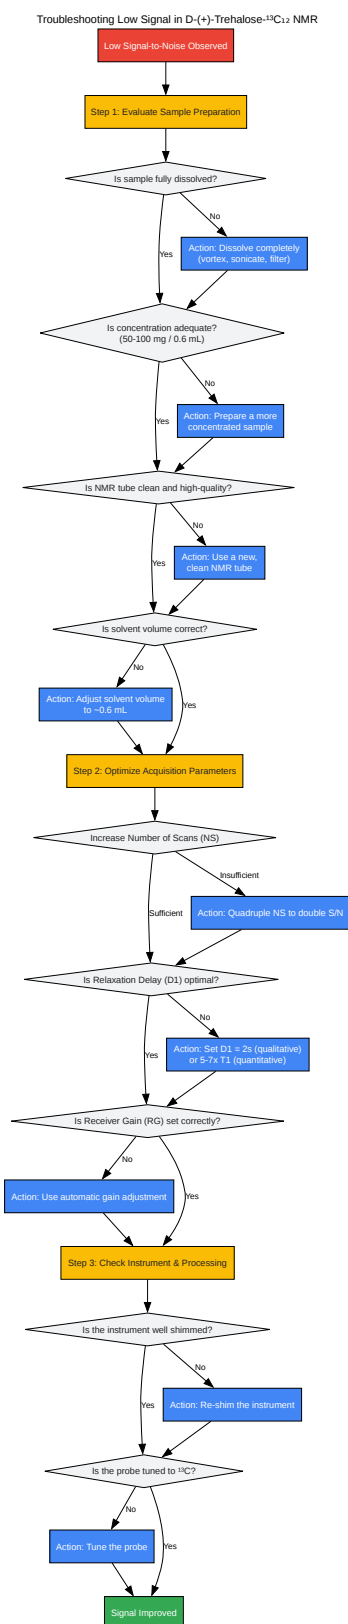 Troubleshooting Low Signal in D-(+)-Trehalose-¹³C₁₂ NMR
Low Signal-to-Noise Observed
Step 1: Evaluate Sample Preparation
Is sample fully dissolved?
No
Yes
Action: Dissolve completely
(vortex, sonicate, filter)
Is concentration adequate?
(50-100 mg / 0.6 mL)
No
Yes
Action: Prepare a more
concentrated sample
Is NMR tube clean and high-quality?
No
Yes
Action: Use a new,
clean NMR tube
Is solvent volume correct?
No
Yes
Action: Adjust solvent volume
to ~0.6 mL
Step 2: Optimize Acquisition Parameters
Increase Number of Scans (NS)
Insufficient
Sufficient
Action: Quadruple NS to double S/N
Is Relaxation Delay (D1) optimal?
No
Yes
Action: Set D1 = 2s (qualitative)
or 5-7x T1 (quantitative)
Is Receiver Gain (RG) set correctly?
No
Yes
Action: Use automatic gain adjustment
Step 3: Check Instrument & Processing
Is the instrument well shimmed?
No
Yes
Action: Re-shim the instrument
Is the probe tuned to ¹³C?
No
Yes
Action: Tune the probe
Signal Improved